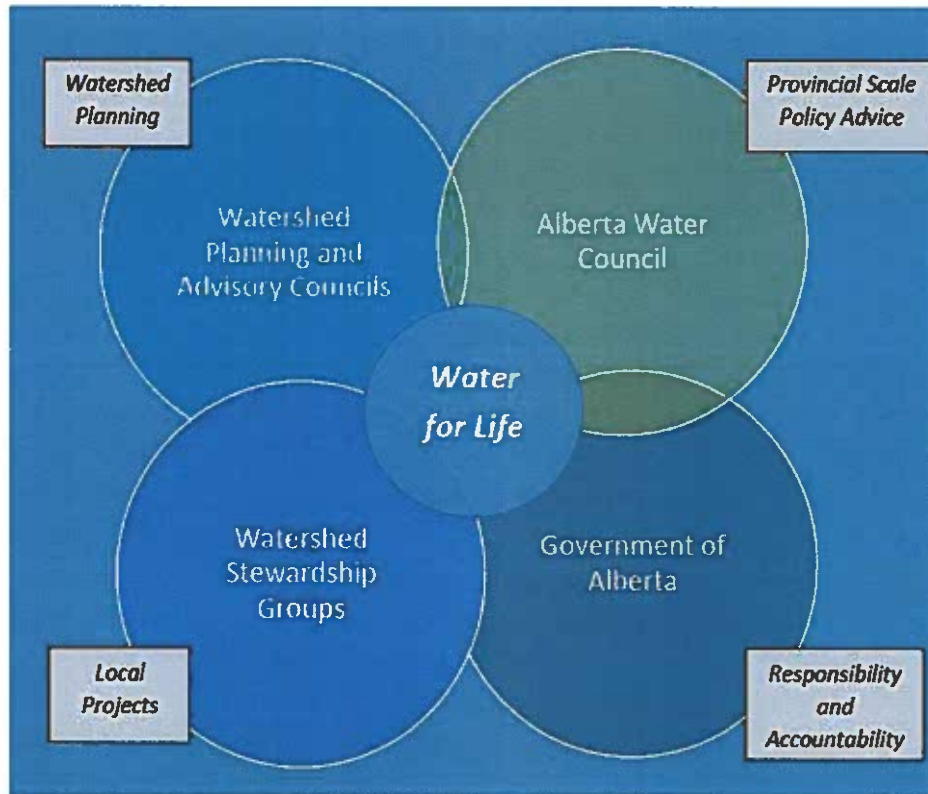 Watershed
Planning
Provincial Scale
Policy Advice
Watershed
Planning and
Advisory Councils
Alberta Water
Council
Water
for Life
Watershed
Stewardship
Groups
Government of
Alberta
Local
Projects
Responsibility
and
Accountability